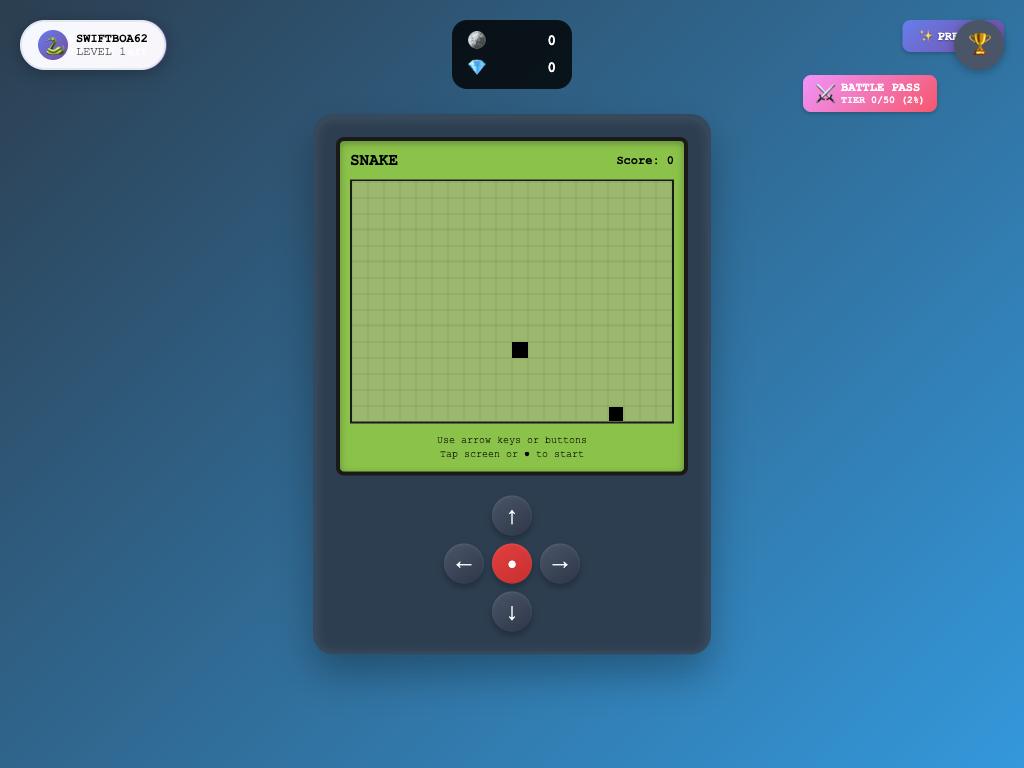 SWIFTBOA62
LEVEL 1
0
0
✨ PRE
🏆
⚔️ BATTLE PASS
TIER 0/50 (2%)
SNAKE
Score: 0
Use arrow keys or buttons
Tap screen or ● to start
↑
← ● →
↓